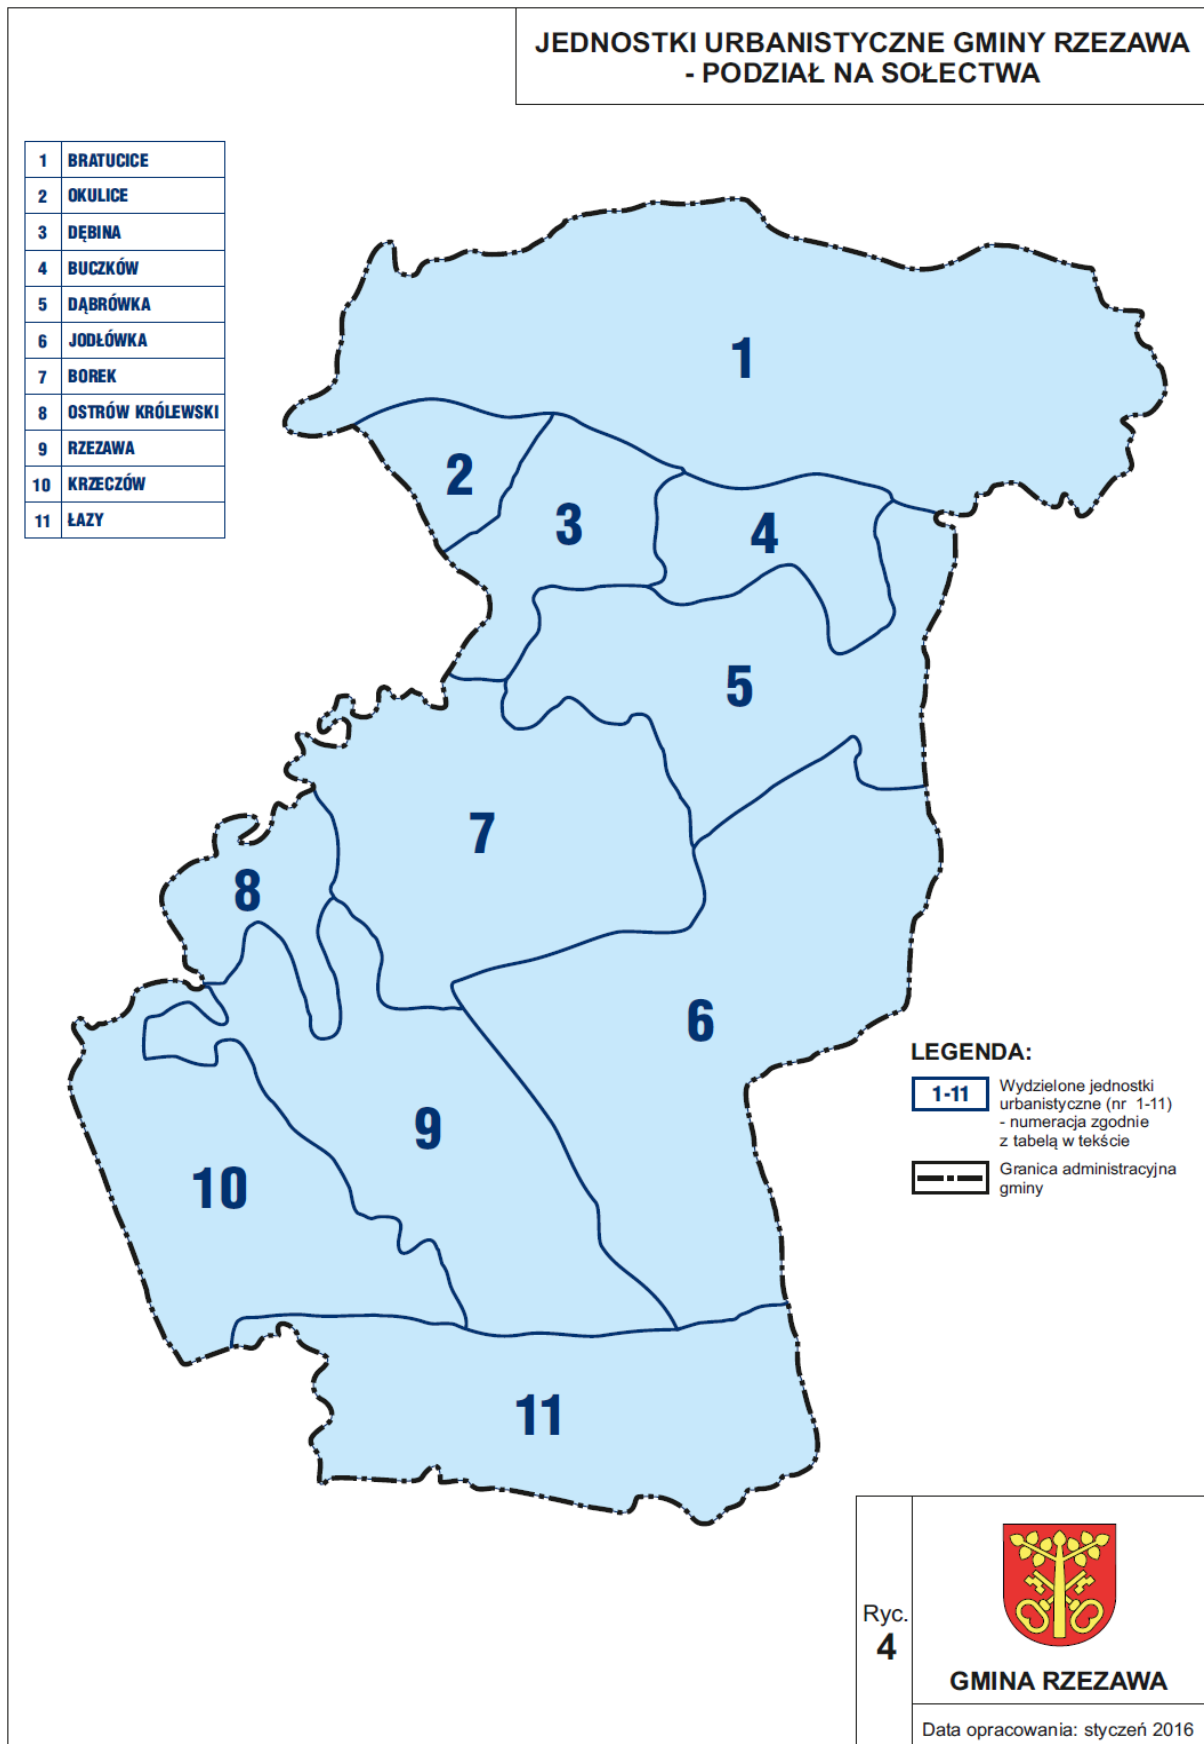 JEDNOSTKI URBANISTYCZNE GMINY RZEZAWA
- PODZIAŁ NA SOŁECTWA
1 BRATUCICE
2 OKULICE
3 DĘBINA
4 BUCZKÓW
5 DĄBRÓWKA
6 JODŁÓWKA
7 BOREK
8 OSTRÓW KRÓLEWSKI
9 RZEZAWA
10 KRZECZÓW
11 ŁAZY
1
2
3
4
5
7
8
6
9
10
11
LEGENDA:
1-11
Wydzielone jednostki
urbanistyczne (nr 1-11)
- numeracja zgodnie
z tabelą w tekście
Granica administracyjna
gminy
Ryc.
4
GMINA RZEZAWA
Data opracowania: styczeń 2016